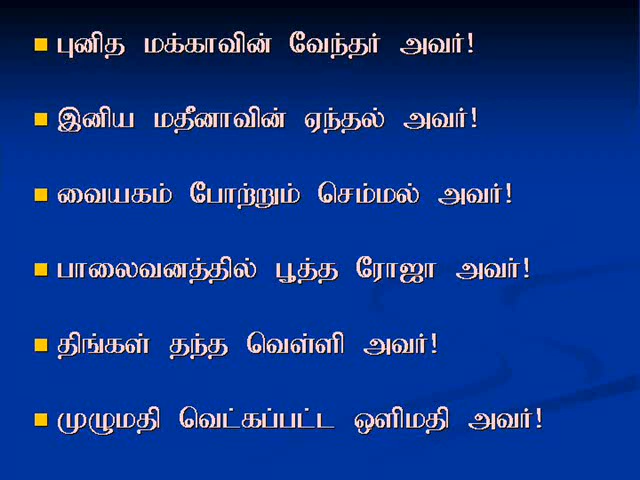 புனித மக்காவின் வேந்தர் அவர்!
இனிய மதீனாவின் ஏந்தல் அவர்!
வையகம் போற்றும் செம்மல் அவர்!
பாலைவனத்தில் பூத்த ரோஜா அவர்!
திங்கள் தந்த வெள்ளி அவர்!
முழுமதி வெட்கப்பட்ட ஒளிமதி அவர்!